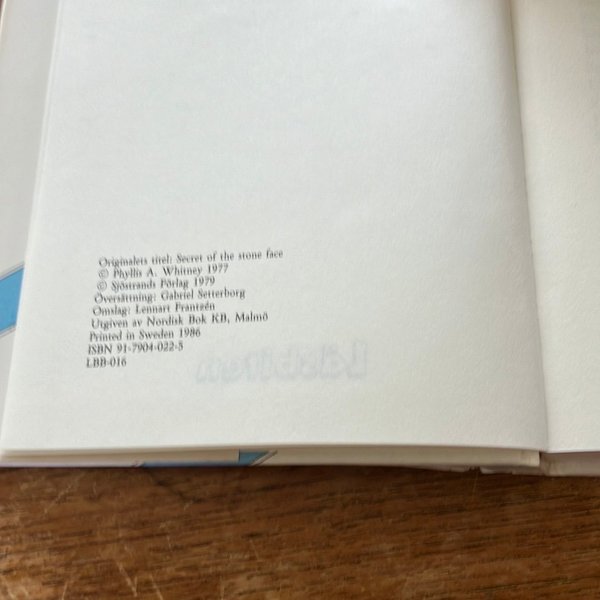 Originalets titel: Secret of the stone face
© Phyllis A. Whitney 1977
© Sjöstrands Förlag 1979
Översättning: Gabriel Setterborg
Omslag: Lennart Frantzén
Utgiven av Nordisk Bok KB, Malmö
Printed in Sweden 1986
ISBN 91-7904-022-5
LBB-016